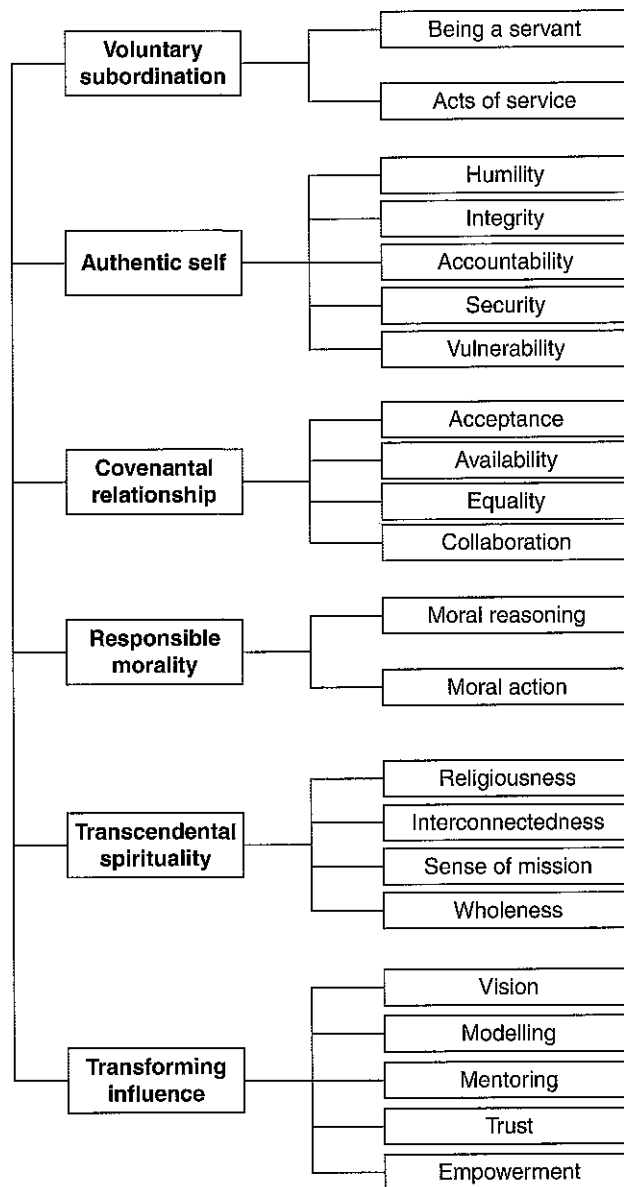 Voluntary
subordination
Being a servant
Acts of service
Authentic self
Humility
Integrity
Accountability
Security
Vulnerability
Covenantal
relationship
Acceptance
Availability
Equality
Collaboration
Responsible
morality
Moral reasoning
Moral action
Transcendental
spirituality
Religiousness
Interconnectedness
Sense of mission
Wholeness
Transforming
influence
Vision
Modelling
Mentoring
Trust
Empowerment